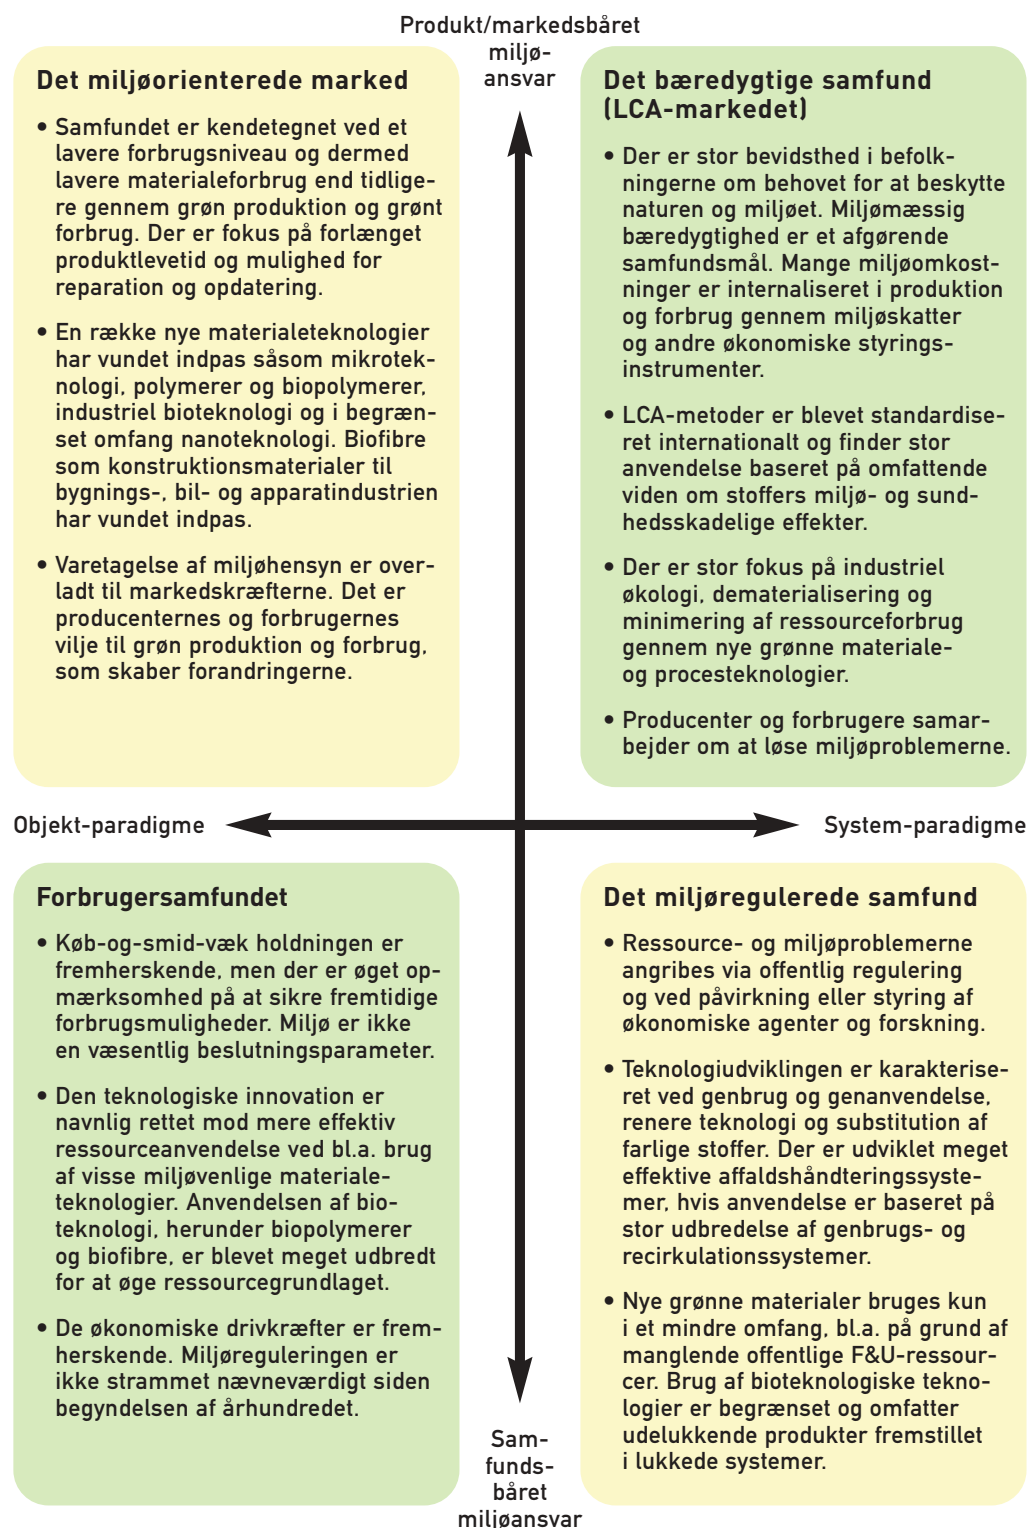 Produkt/markedsbåret
miljø-
ansvar
Det miljøorienterede marked
• Samfundet er kendetegnet ved et
lavere forbrugsniveau og dermed
lavere materialeforbrug end tidlige-
re gennem grøn produktion og grønt
forbrug. Der er fokus på forlænget
produktlevetid og mulighed for
reparation og opdatering.
• En række nye materialeteknologier
har vundet indpas såsom mikrotek-
nologi, polymerer og biopolymerer,
industriel bioteknologi og i begræn-
set omfang nanoteknologi. Biofibre
som konstruktionsmaterialer til
bygnings-, bil- og apparatindustrien
har vundet indpas.
• Varetagelse af miljøhensyn er over-
ladt til markedskræfterne. Det er
producenternes og forbrugernes
vilje til grøn produktion og forbrug,
som skaber forandringerne.
Det bæredygtige samfund
(LCA-markedet)
• Der er stor bevidsthed i befolk-
ningerne om behovet for at beskytte
naturen og miljøet. Miljømæssig
bæredygtighed er et afgørende
samfundsmål. Mange miljøomkost-
ninger er internaliseret i produktion
og forbrug gennem miljøskatter
og andre økonomiske styrings-
instrumenter.
• LCA-metoder er blevet standardise-
ret internationalt og finder stor
anvendelse baseret på omfattende
viden om stoffers miljø- og sund-
hedsskadelige effekter.
• Der er stor fokus på industriel
økologi, dematerialisering og
minimering af ressourceforbrug
gennem nye grønne materiale-
og procesteknologier.
• Producenter og forbrugere samar-
bejder om at løse miljøproblemerne.
Objekt-paradigme
System-paradigme
Forbrugersamfundet
• Køb-og-smid-væk holdningen er
fremherskende, men der er øget op-
mærksomhed på at sikre fremtidige
forbrugsmuligheder. Miljø er ikke
en væsentlig beslutningsparameter.
• Den teknologiske innovation er
navnlig rettet mod mere effektiv
ressourceanvendelse ved bl.a. brug
af visse miljøvenlige materiale-
teknologier. Anvendelsen af bio-
teknologi, herunder biopolymerer
og biofibre, er blevet meget udbredt
for at øge ressourcegrundlaget.
• De økonomiske drivkræfter er frem-
herskende. Miljøreguleringen er
ikke strammet nævneværdigt siden
begyndelsen af århundredet.
Det miljøregulerede samfund
• Ressource- og miljøproblemerne
angribes via offentlig regulering
og ved påvirkning eller styring af
økonomiske agenter og forskning.
• Teknologiudviklingen er karakterise-
ret ved genbrug og genanvendelse,
renere teknologi og substitution af
farlige stoffer. Der er udviklet meget
effektive affaldshåndteringssyste-
mer, hvis anvendelse er baseret på
stor udbredelse af genbrugs- og
recirkulationssystemer.
• Nye grønne materialer bruges kun
i et mindre omfang, bl.a. på grund af
manglende offentlige F&U-ressour-
cer. Brug af bioteknologiske tekno-
logier er begrænset og omfatter
udelukkende produkter fremstillet
i lukkede systemer.
Sam-
funds-
båret
miljøansvar